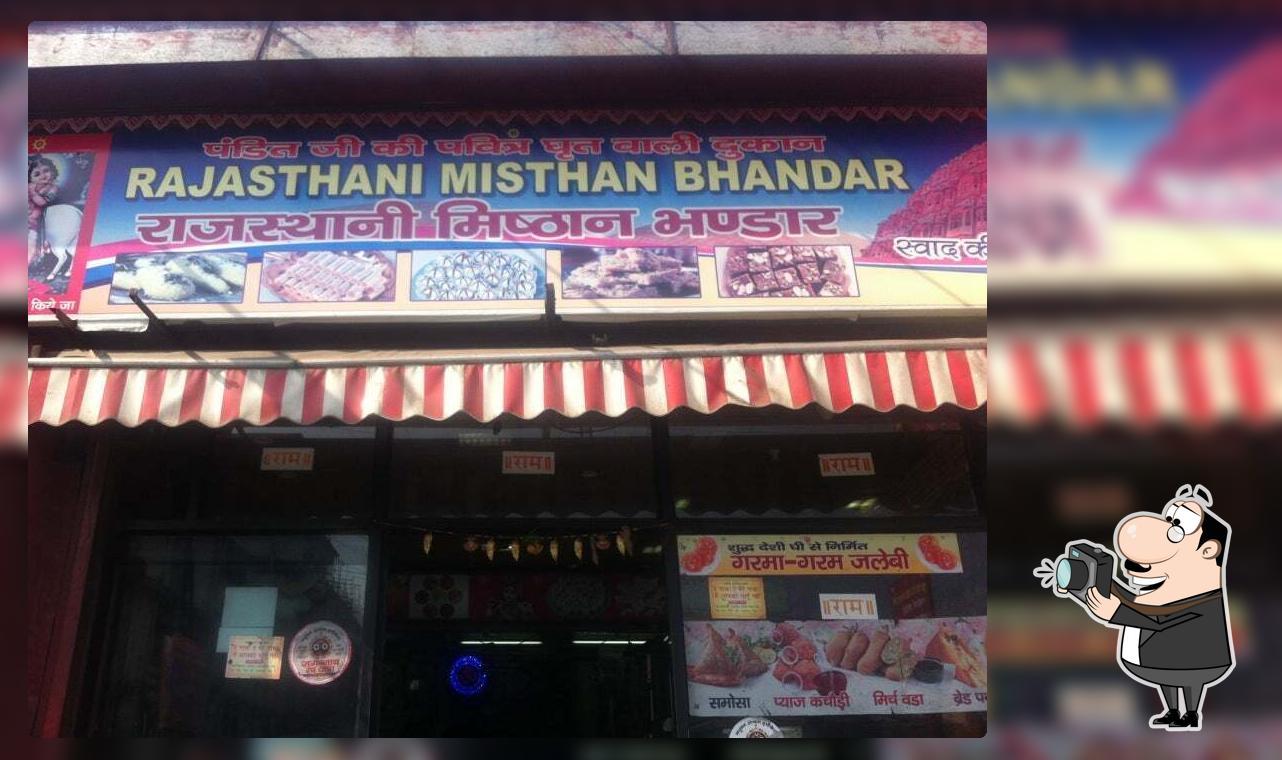 पंडित जी की पवित्र घृत वाली दुकान
RAJASTHANI MISTHAN BHANDAR
राजस्थानी मिष्ठान भण्डार
स्वाद की
किये जा
॥राम॥
॥राम॥
॥राम॥
शुद्ध देशी घी से निर्मित
गरमा-गरम जलेबी
॥राम॥
समोसा प्याज कचौड़ी मिर्च वडा ब्रेड